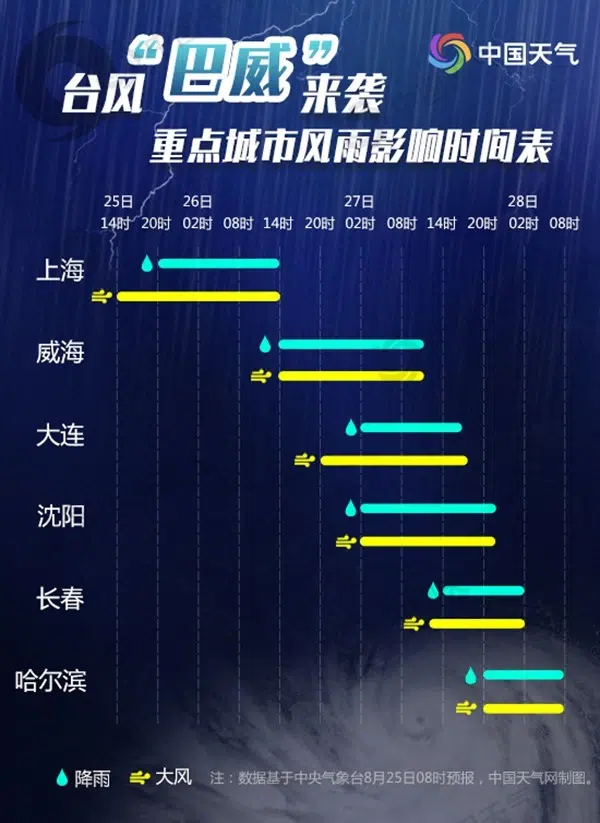 中国天气
台风“巴威”来袭
重点城市风雨影响时间表
25日 26日 27日 28日
14时 20时 02时 08时 14时 20时 02时 08时 14时 20时 02时 08时
上海
威海
大连
沈阳
长春
哈尔滨
降雨 大风 注：数据基于中央气象台8月25日08时预报，中国天气网制图。